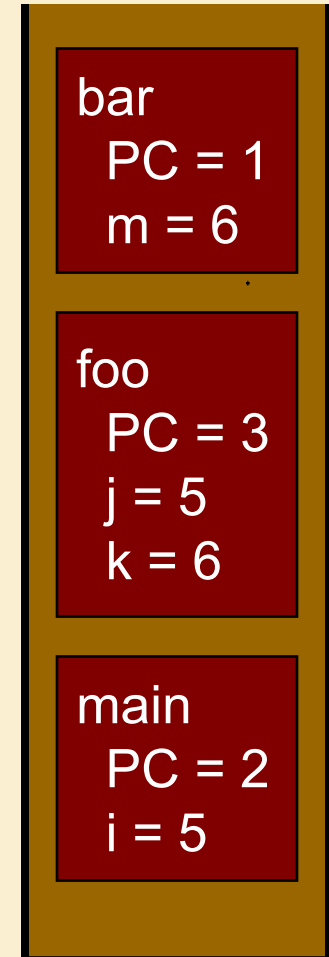 bar
PC = 1
m = 6
foo
PC = 3
j = 5
k = 6
main
PC = 2
i = 5